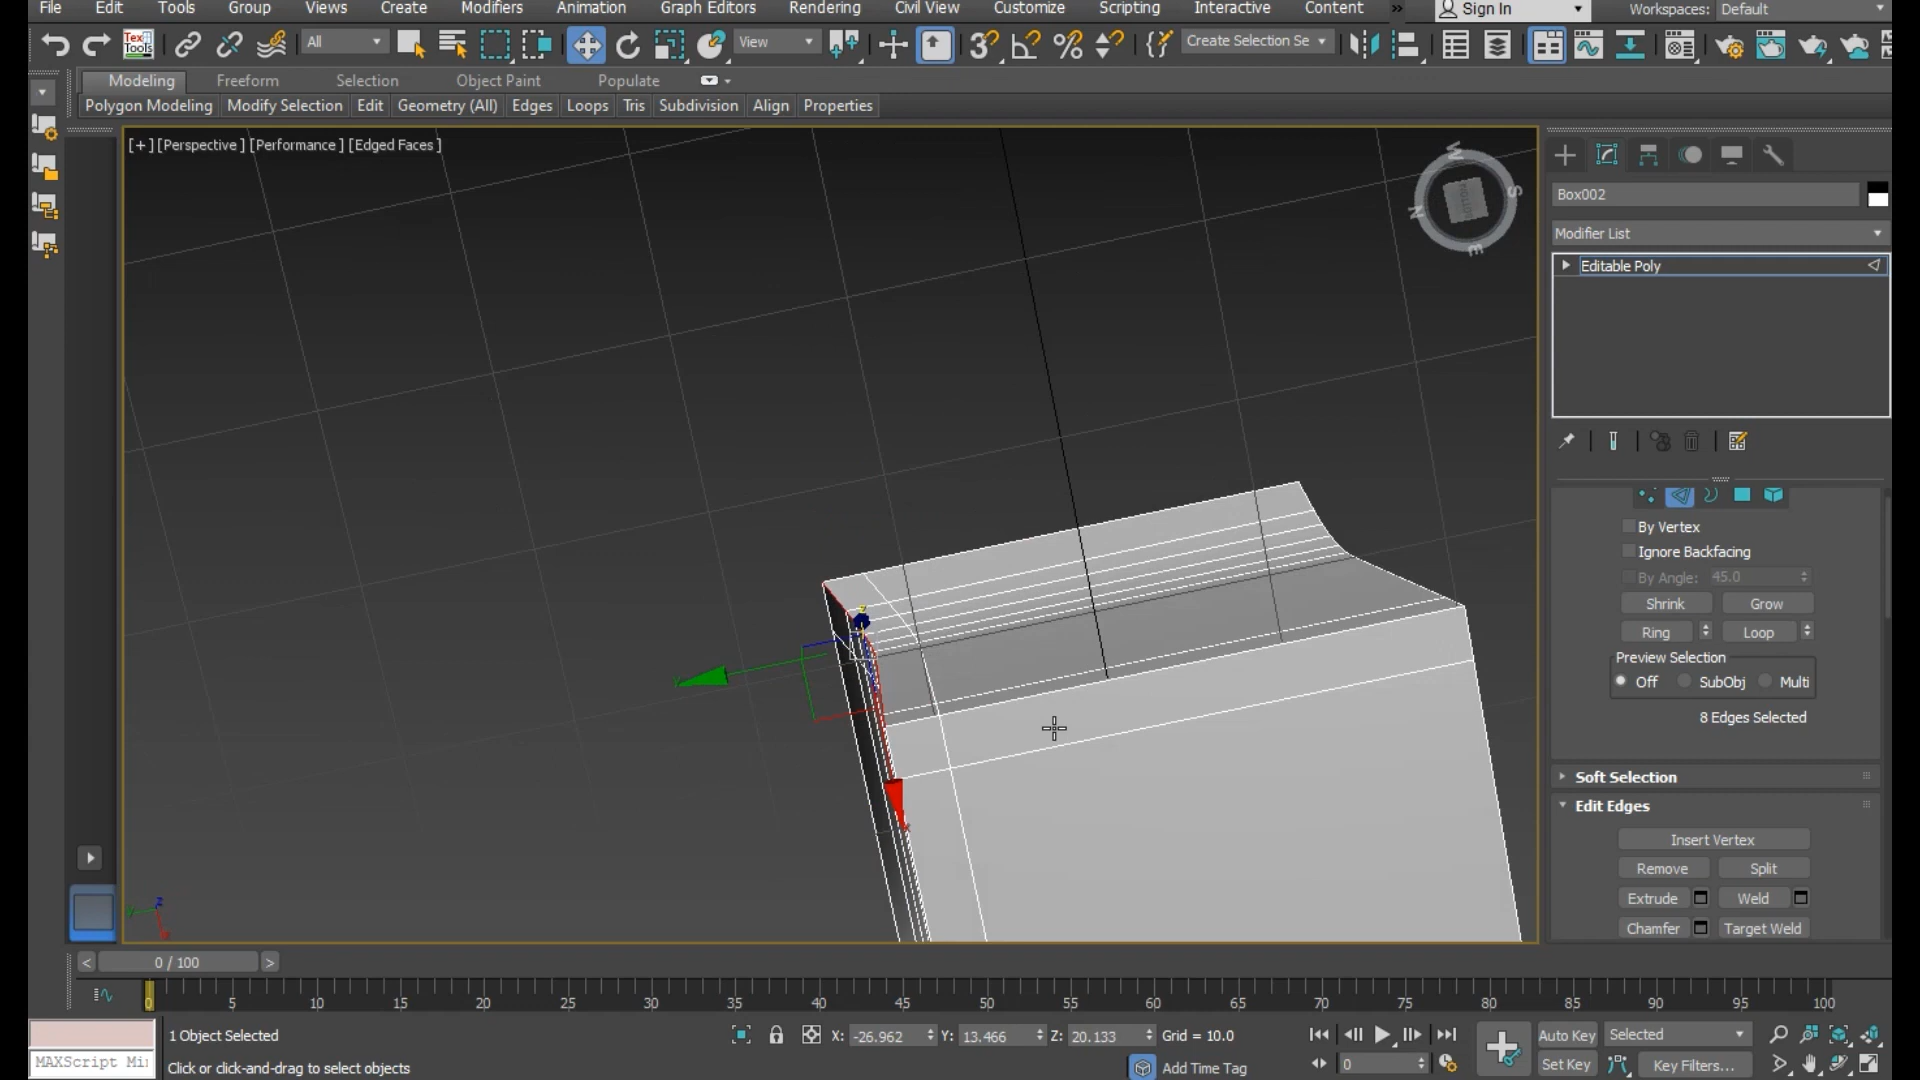 File Edit Tools Group Views Create Modifiers Animation Graph Editors Rendering Civil View Customize Scripting Interactive Content » Sign In Workspaces: Default
Tex Tools All View Create Selection Se
Modeling Freeform Selection Object Paint Populate
Polygon Modeling Modify Selection Edit Geometry (All) Edges Loops Tris Subdivision Align Properties
[+] [Perspective ] [Performance ] [Edged Faces ]
W
S
N
E
BOTTOM
Box002
Modifier List
Editable Poly
By Vertex
Ignore Backfacing
By Angle: 45.0
Shrink Grow
Ring Loop
Preview Selection
Off SubObj Multi
8 Edges Selected
Soft Selection
Edit Edges
Insert Vertex
Remove Split
Extrude Weld
Chamfer Target Weld
z
y
x
z
y
< 0 / 100 >
0 5 10 15 20 25 30 35 40 45 50 55 60 65 70 75 80 85 90 95 100
1 Object Selected X: -26.962 Y: 13.466 Z: 20.133 Grid = 10.0 Auto Key Selected
MAXScript Mi Click or click-and-drag to select objects Add Time Tag 0 Set Key Key Filters...